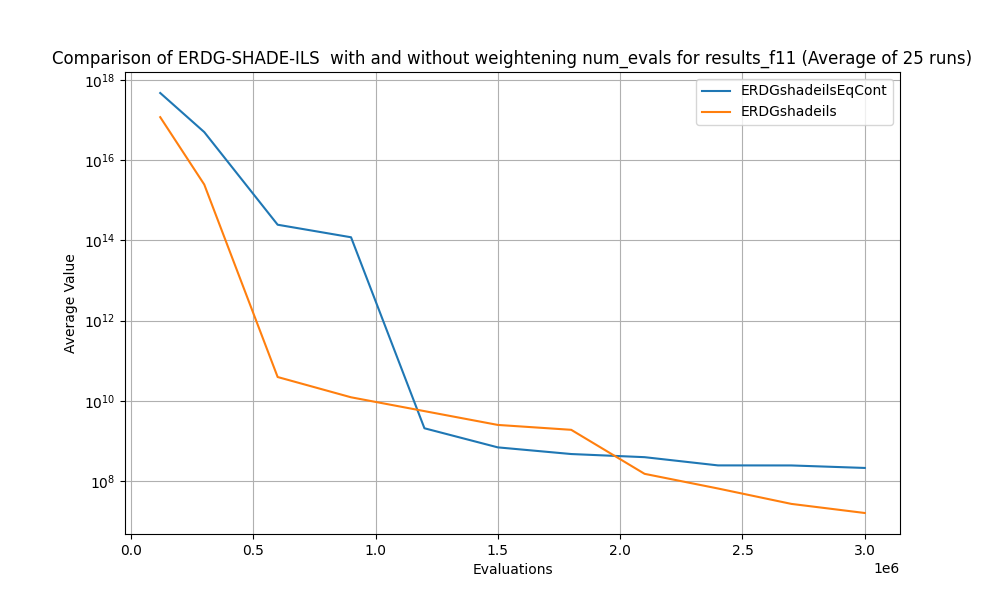 Comparison of ERDG-SHADE-ILS  with and without weightening num_evals for results_f11 (Average of 25 runs)
ERDGshadeilsEqCont
ERDGshadeils
Average Value
10^18
10^16
10^14
10^12
10^10
10^8
0.0 0.5 1.0 1.5 2.0 2.5 3.0
1e6
Evaluations